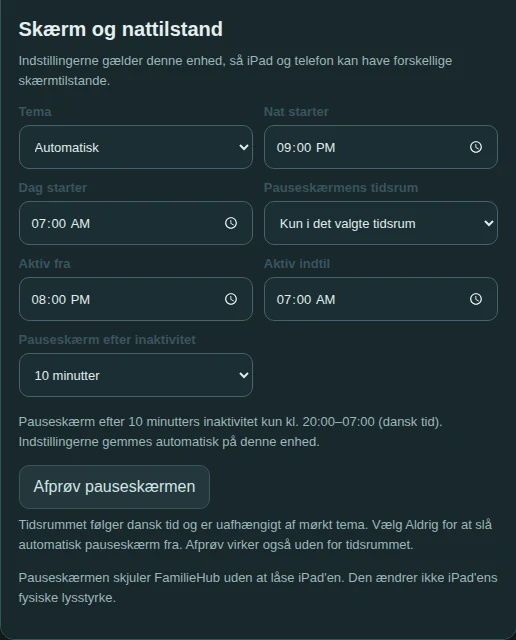 Skærm og nattilstand
Indstillingerne gælder denne enhed, så iPad og telefon kan have forskellige
skærmtilstande.
Tema
Nat starter
Automatisk
09:00 PM
Dag starter
Pauseskærmens tidsrum
07:00 AM
Kun i det valgte tidsrum
Aktiv fra
Aktiv indtil
08:00 PM
07:00 AM
Pauseskærm efter inaktivitet
10 minutter
Pauseskærm efter 10 minutters inaktivitet kun kl. 20:00–07:00 (dansk tid).
Indstillingerne gemmes automatisk på denne enhed.
Afprøv pauseskærmen
Tidsrummet følger dansk tid og er uafhængigt af mørkt tema. Vælg Aldrig for at slå
automatisk pauseskærm fra. Afprøv virker også uden for tidsrummet.
Pauseskærmen skjuler FamilieHub uden at låse iPad'en. Den ændrer ikke iPad'ens
fysiske lysstyrke.